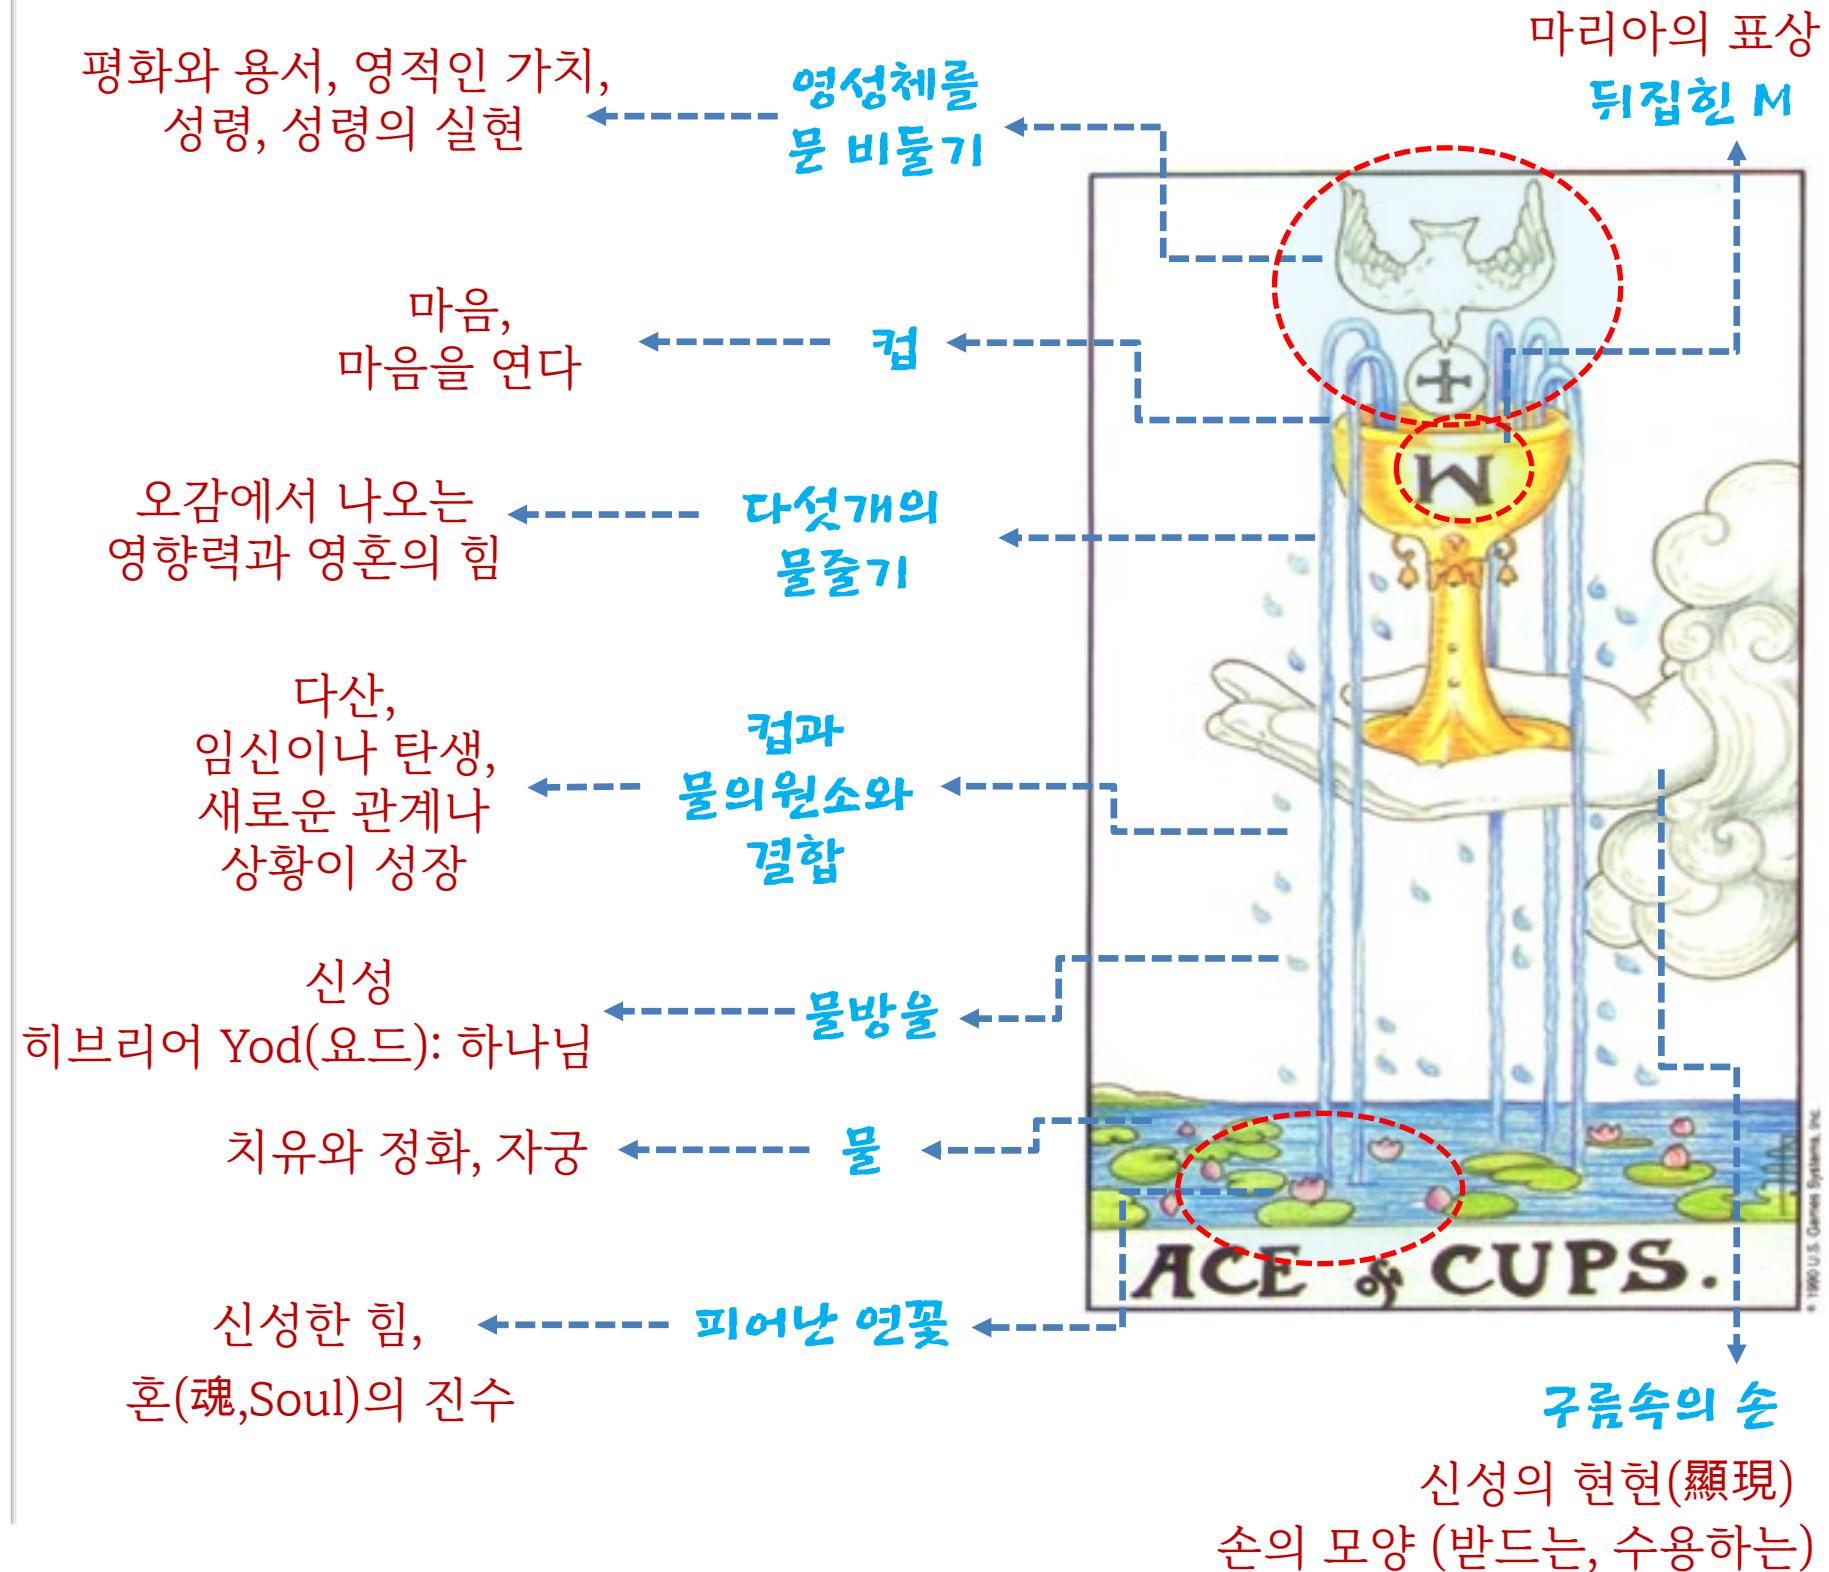 마리아의 표상
뒤집힌 M
평화와 용서, 영적인 가치,
성령, 성령의 실현
영성체를
문 비둘기
마음,
마음을 연다
컵
오감에서 나오는
영향력과 영혼의 힘
다섯개의
물줄기
다산,
임신이나 탄생,
새로운 관계나
상황이 성장
컵과
물의원소와
결합
신성
히브리어 Yod(요드): 하나님
물방울
치유와 정화, 자궁
물
신성한 힘,
혼(魂,Soul)의 진수
피어난 연꽃
W
ACE of CUPS.
© 1990 U.S. Games Systems, Inc.
구름속의 손
신성의 현현(顯現)
손의 모양 (받드는, 수용하는)